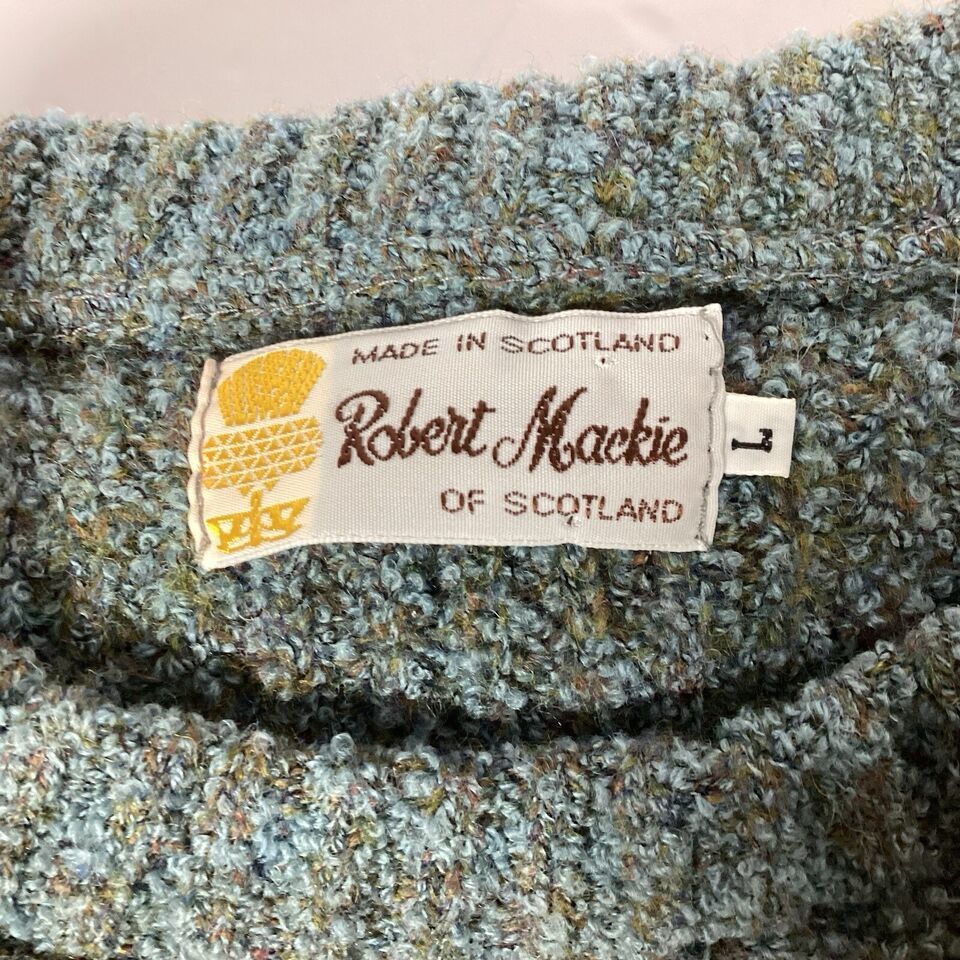 MADE IN SCOTLAND
Robert Mackie
OF SCOTLAND
L